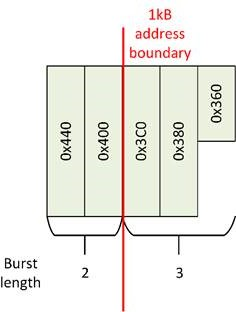 1kB
address
boundary
0x440
0x400
0x3C0
0x380
0x360
Burst
length
2
3